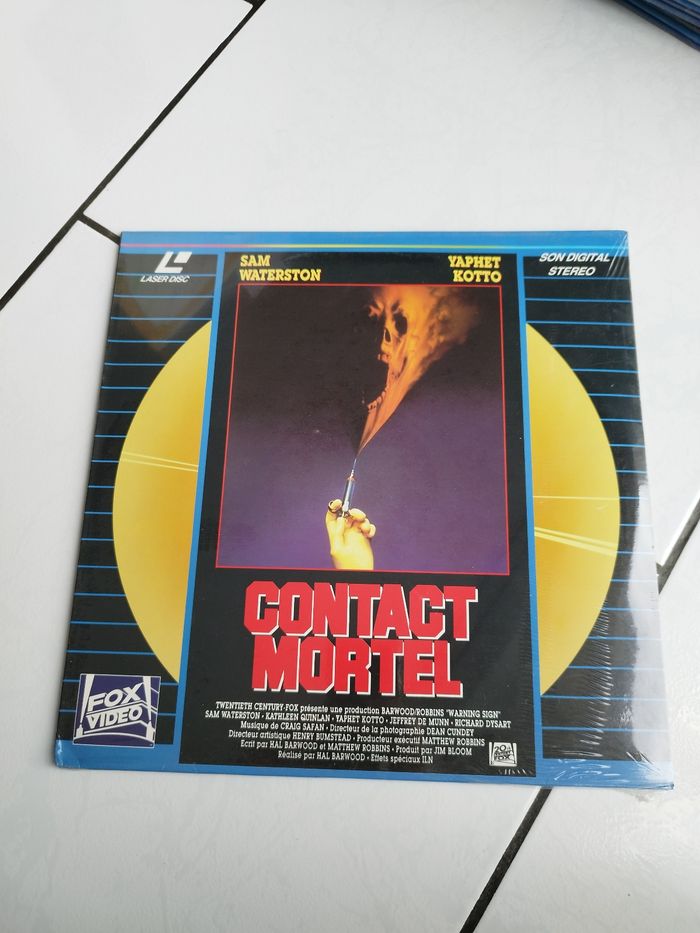 LASER DISC
SAM
WATERSTON
YAPHET
KOTTO
SON DIGITAL
STEREO
CONTACT
MORTEL
FOX
VIDEO
TWENTIETH CENTURY-FOX présente une production BARWOOD/ROBBINS "WARNING SIGN"
SAM WATERSTON • KATHLEEN QUINLAN • YAPHET KOTTO • JEFFREY DE MUNN • RICHARD DYSART
Musique de CRAIG SAFAN • Directeur de la photographie DEAN CUNDEY
Directeur artistique HENRY BUMSTEAD • Producteur exécutif MATTHEW ROBBINS
Ecrit par HAL BARWOOD et MATTHEW ROBBINS • Produit par JIM BLOOM
Réalisé par HAL BARWOOD • Effets spéciaux ILN
20
FOX